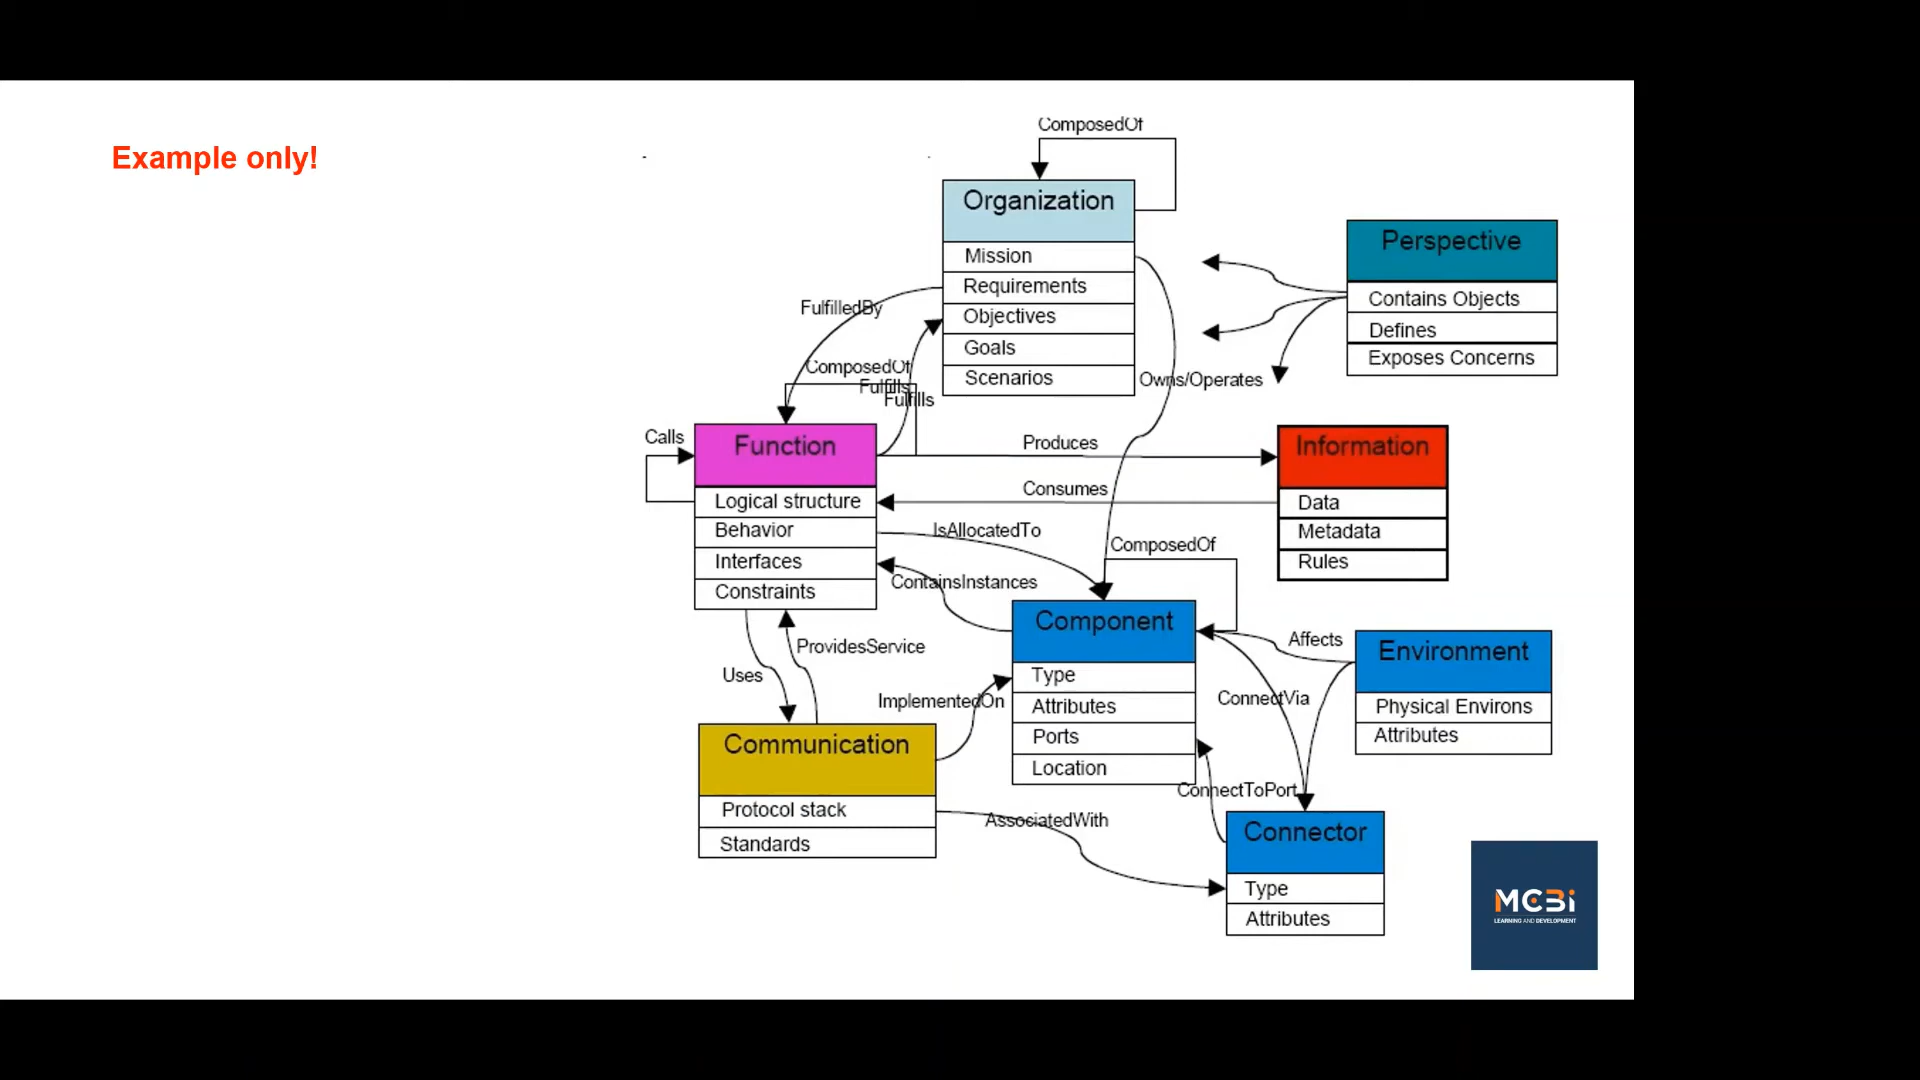 Example only!
ComposedOf
Organization
Mission
Requirements
Objectives
Goals
Scenarios
Perspective
Contains Objects
Defines
Exposes Concerns
FulfilledBy
ComposedOf
Fulfills
Fulfills
Owns/Operates
Calls
Function
Logical structure
Behavior
Interfaces
Constraints
Produces
Consumes
Information
Data
Metadata
Rules
IsAllocatedTo
ContainsInstances
ComposedOf
Component
Type
Attributes
Ports
Location
Affects
Environment
Physical Environs
Attributes
ProvidesService
Uses
ImplementedOn
ConnectVia
Communication
Protocol stack
Standards
ConnectToPort
AssociatedWith
Connector
Type
Attributes
MCBi
LEARNING AND DEVELOPMENT